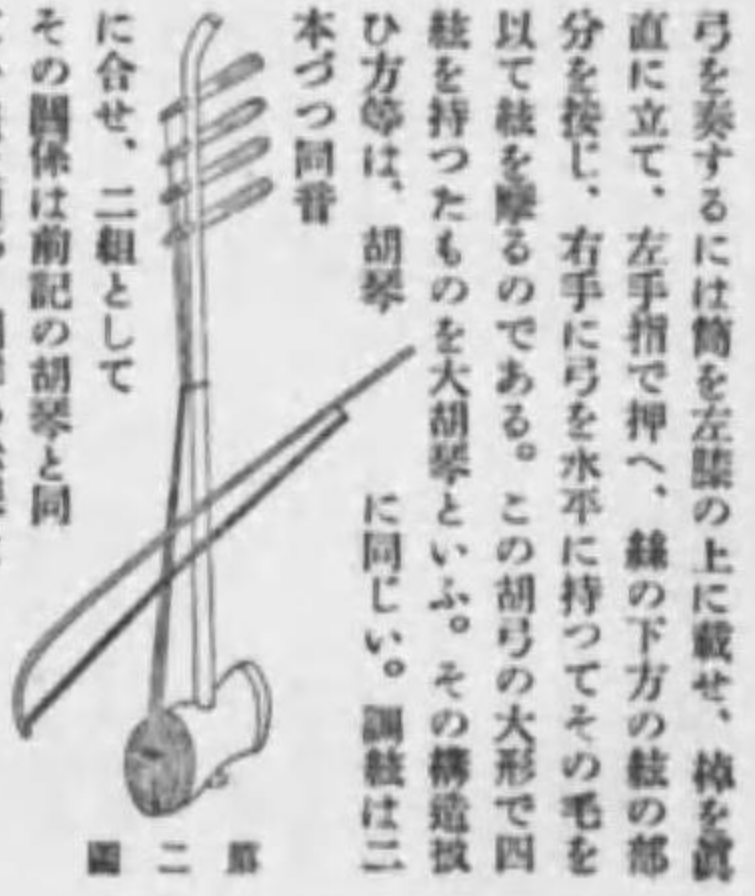 弓を奏するには筒を左膝の上に載せ、棹を眞
直に立て、左手指で押へ、絲の下方の絃の部
分を按じ、右手に弓を水平に持つてその毛を
以て絃を摩るのである。この胡弓の大形で四
絃を持つたものを大胡琴といふ。その構造扱
ひ方等は、胡琴に同じい。調絃は二
本づつ同音
に合せ、二組として
その關係は前記の胡琴と同
第二圖